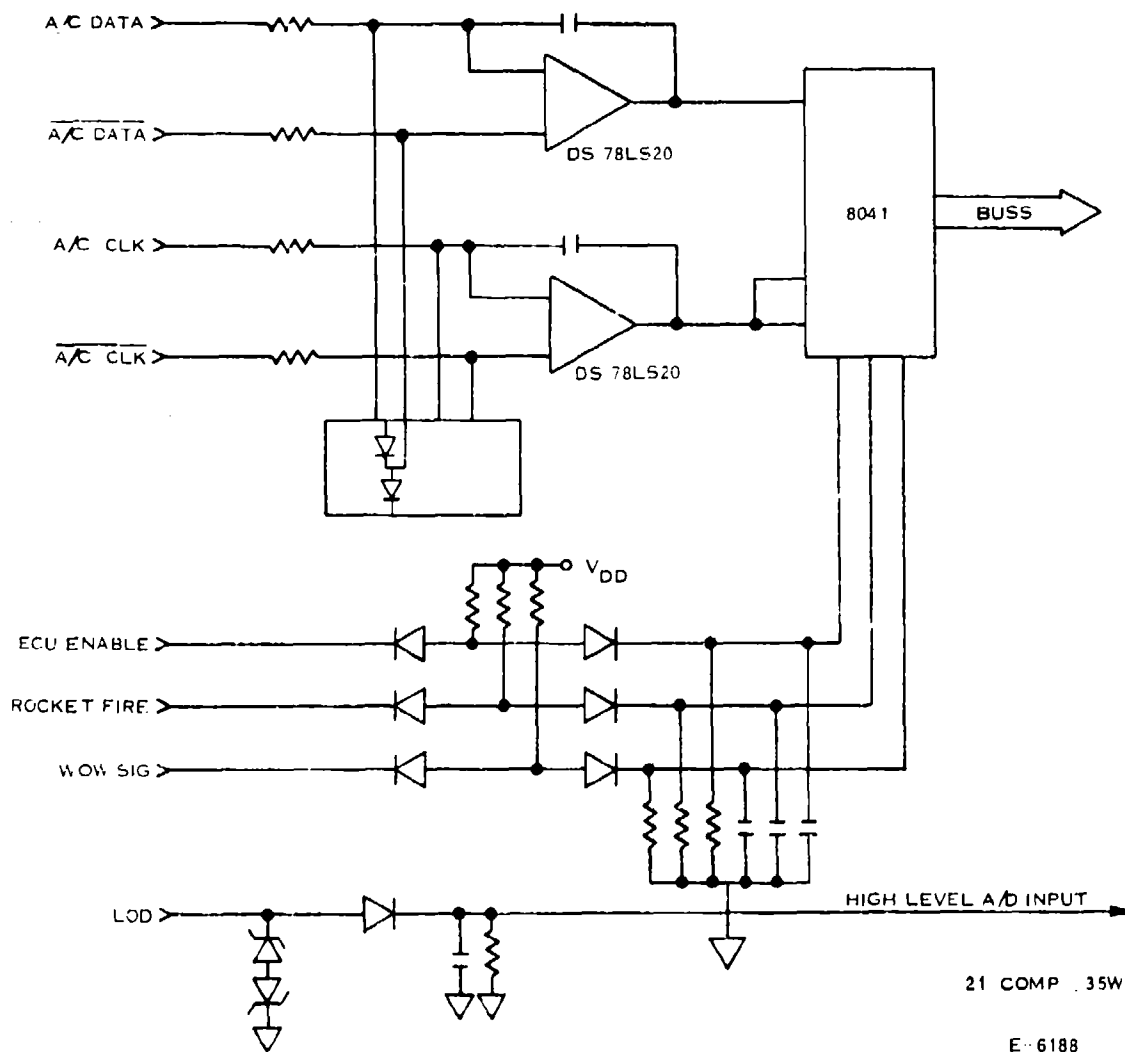 A/C DATA
A/C DATA
DS 78LS20
8041
BUSS
A/C CLK
A/C CLK
DS 78LS20
VDD
ECU ENABLE
ROCKET FIRE
WOW SIG
LOD
HIGH LEVEL A/D INPUT
21 COMP .35W
E-6188